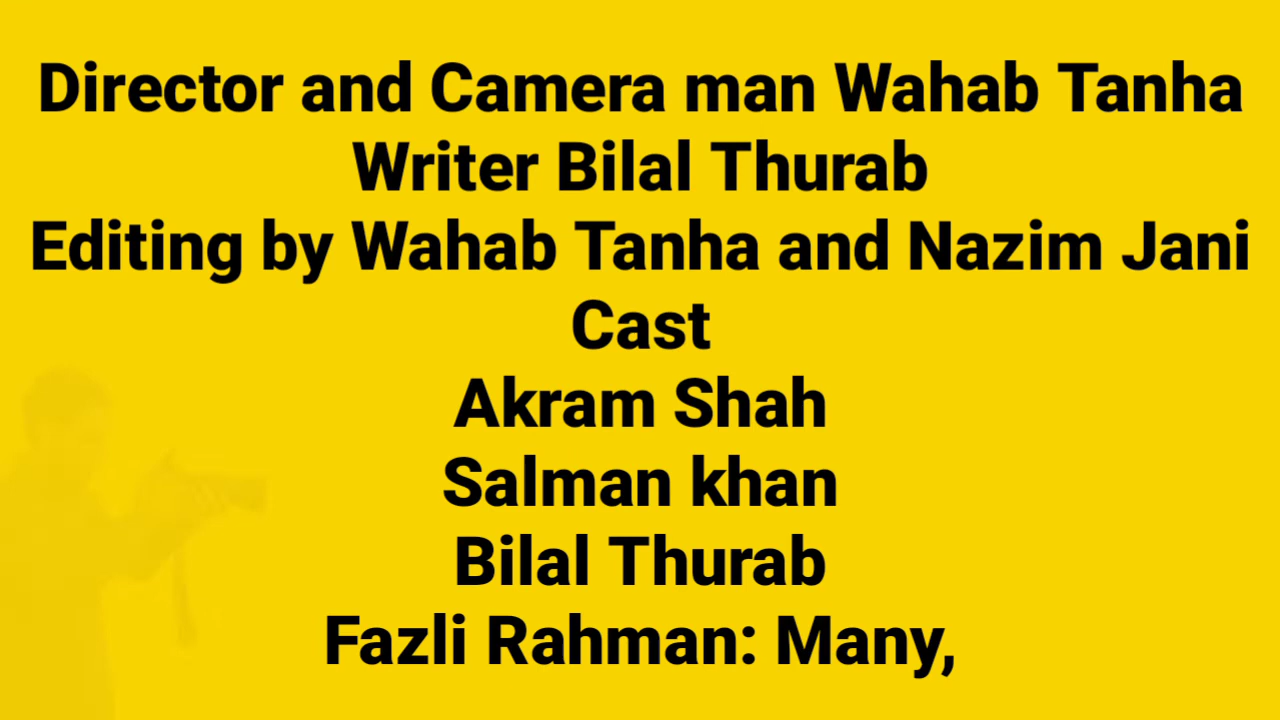 Director and Camera man Wahab Tanha
Writer Bilal Thurab
Editing by Wahab Tanha and Nazim Jani
Cast
Akram Shah
Salman khan
Bilal Thurab
Fazli Rahman: Many,